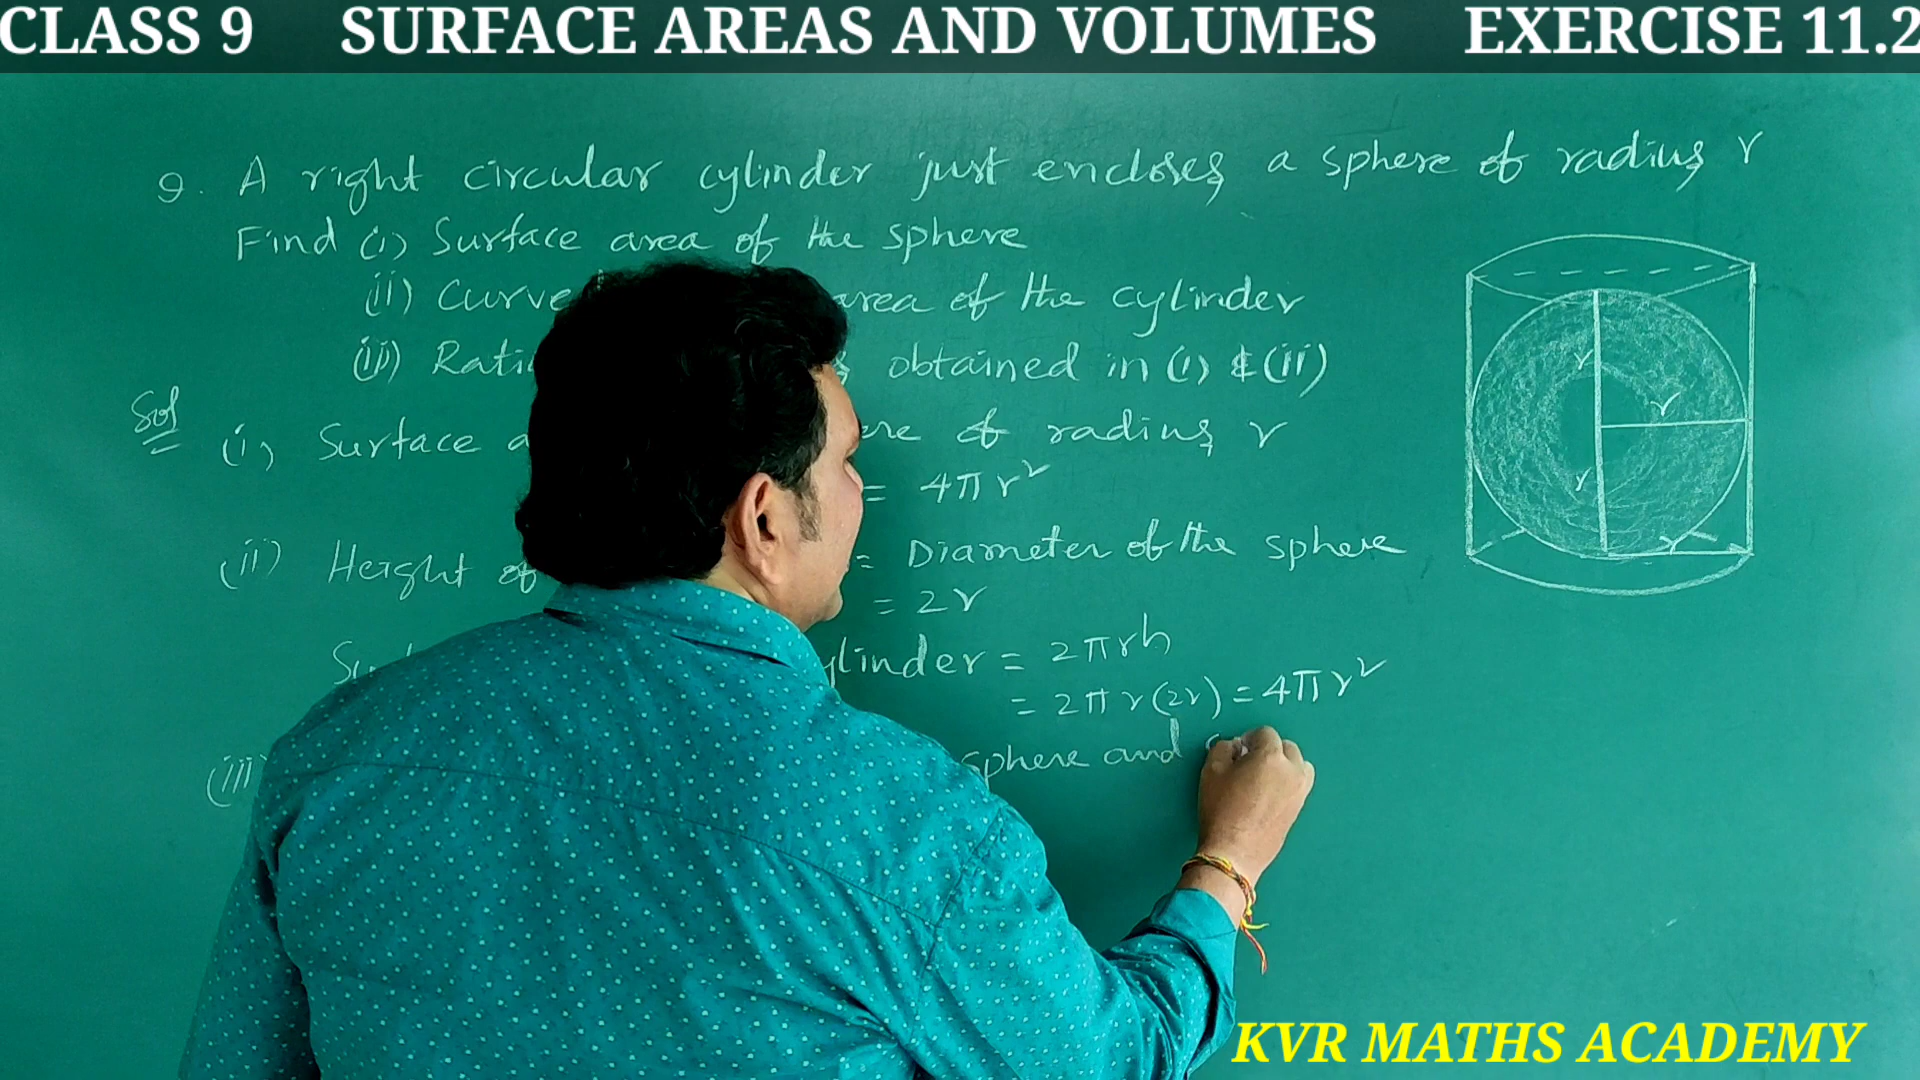 CLASS 9 SURFACE AREAS AND VOLUMES EXERCISE 11.2
9. A right circular cylinder just encloses a sphere of radius r
Find (i) Surface area of the sphere
(ii) Curve area of the cylinder
(iii) Rati obtained in (i) & (ii)
Sol
(i) Surface a ere of radius r
= 4πr²
(ii) Height of = Diameter of the sphere
= 2r
ylinder = 2πrh
= 2πr(2r) = 4πr²
(iii) sphere and
r
r
r
r
KVR MATHS ACADEMY